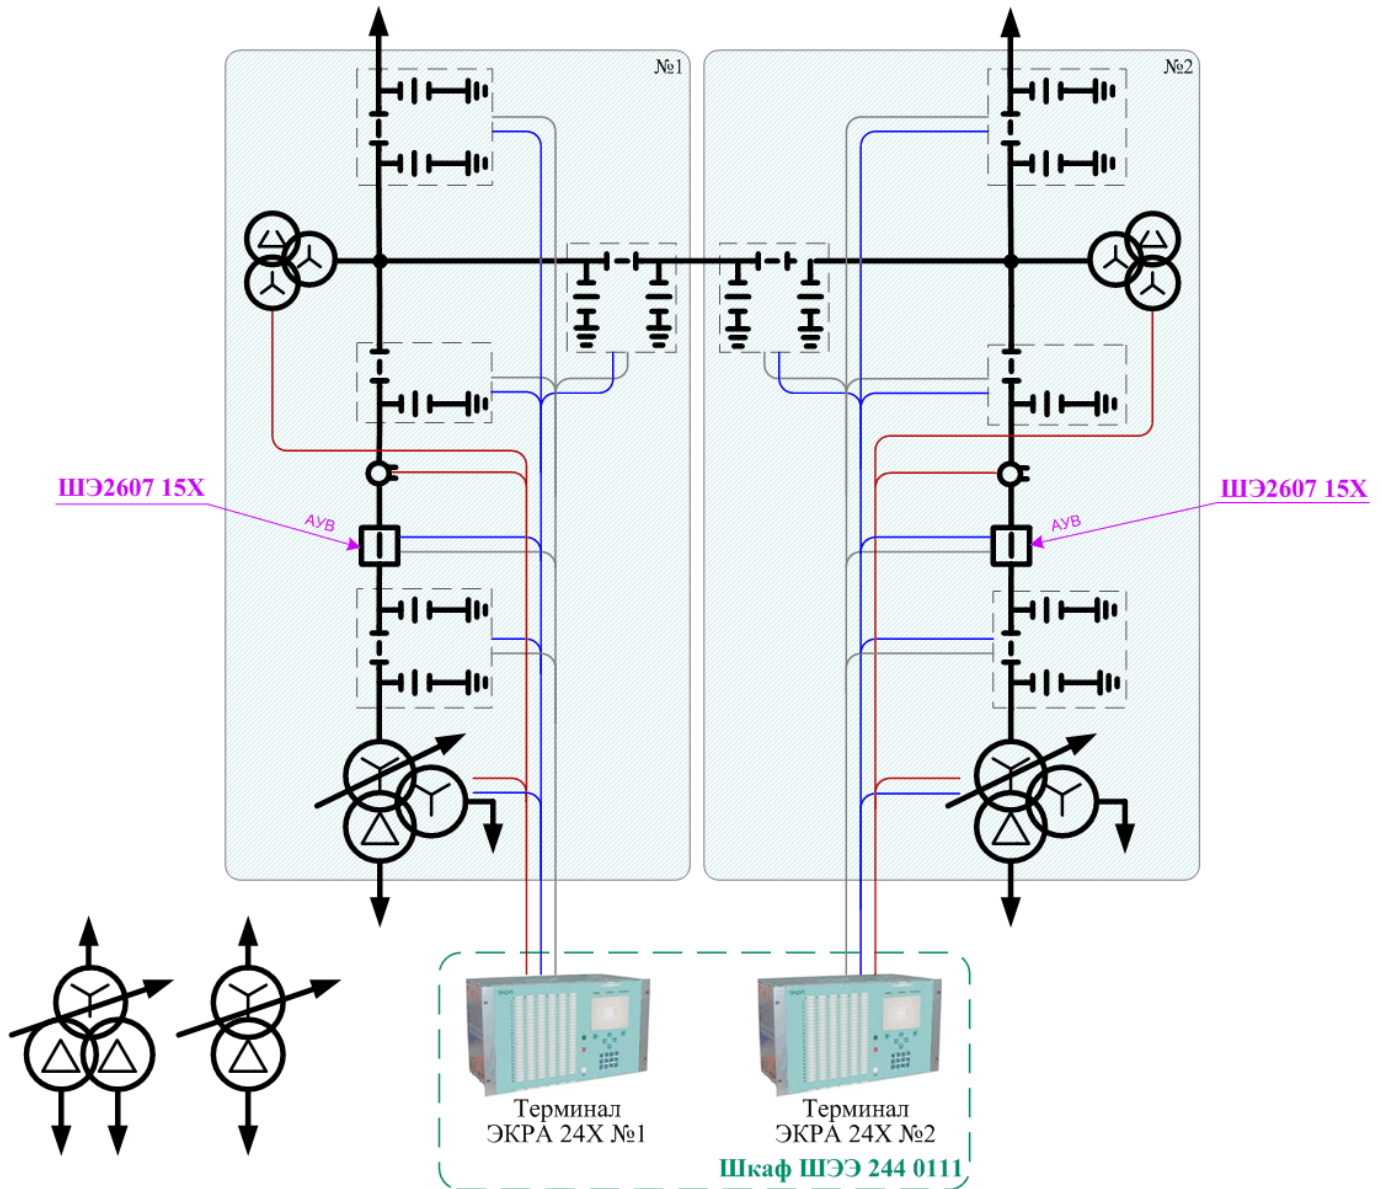 №1
№2
ШЭ2607 15Х
АУВ
АУВ
ШЭ2607 15Х
Терминал
ЭКРА 24Х №1
Терминал
ЭКРА 24Х №2
Шкаф ШЭЭ 244 0111